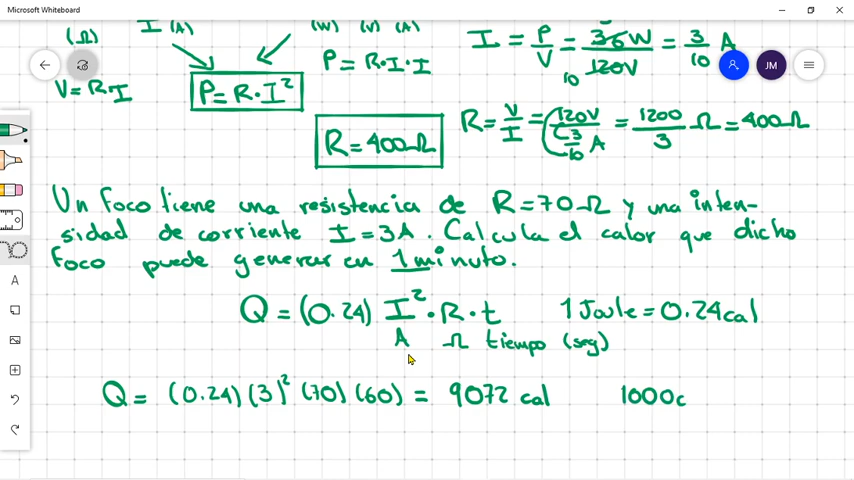 Microsoft Whiteboard
(Ω) I (A) (W) (V) (A)
I = P/V = 36W/120V = 3/10 A
10
JM
V = RI P = R·I² P = R·I·I
R = 400Ω R = V/I = 120V / 3/10 A = 1200/3 Ω = 400Ω
Un foco tiene una resistencia de R = 70Ω y una inten-
sidad de corriente I = 3A. Calcula el calor que dicho
foco puede generar en 1 minuto.
Q = (0.24) I² · R · t 1 Joule = 0.24 cal
A Ω tiempo (seg)
Q = (0.24) (3)² (70) (60) = 9072 cal 1000c
A